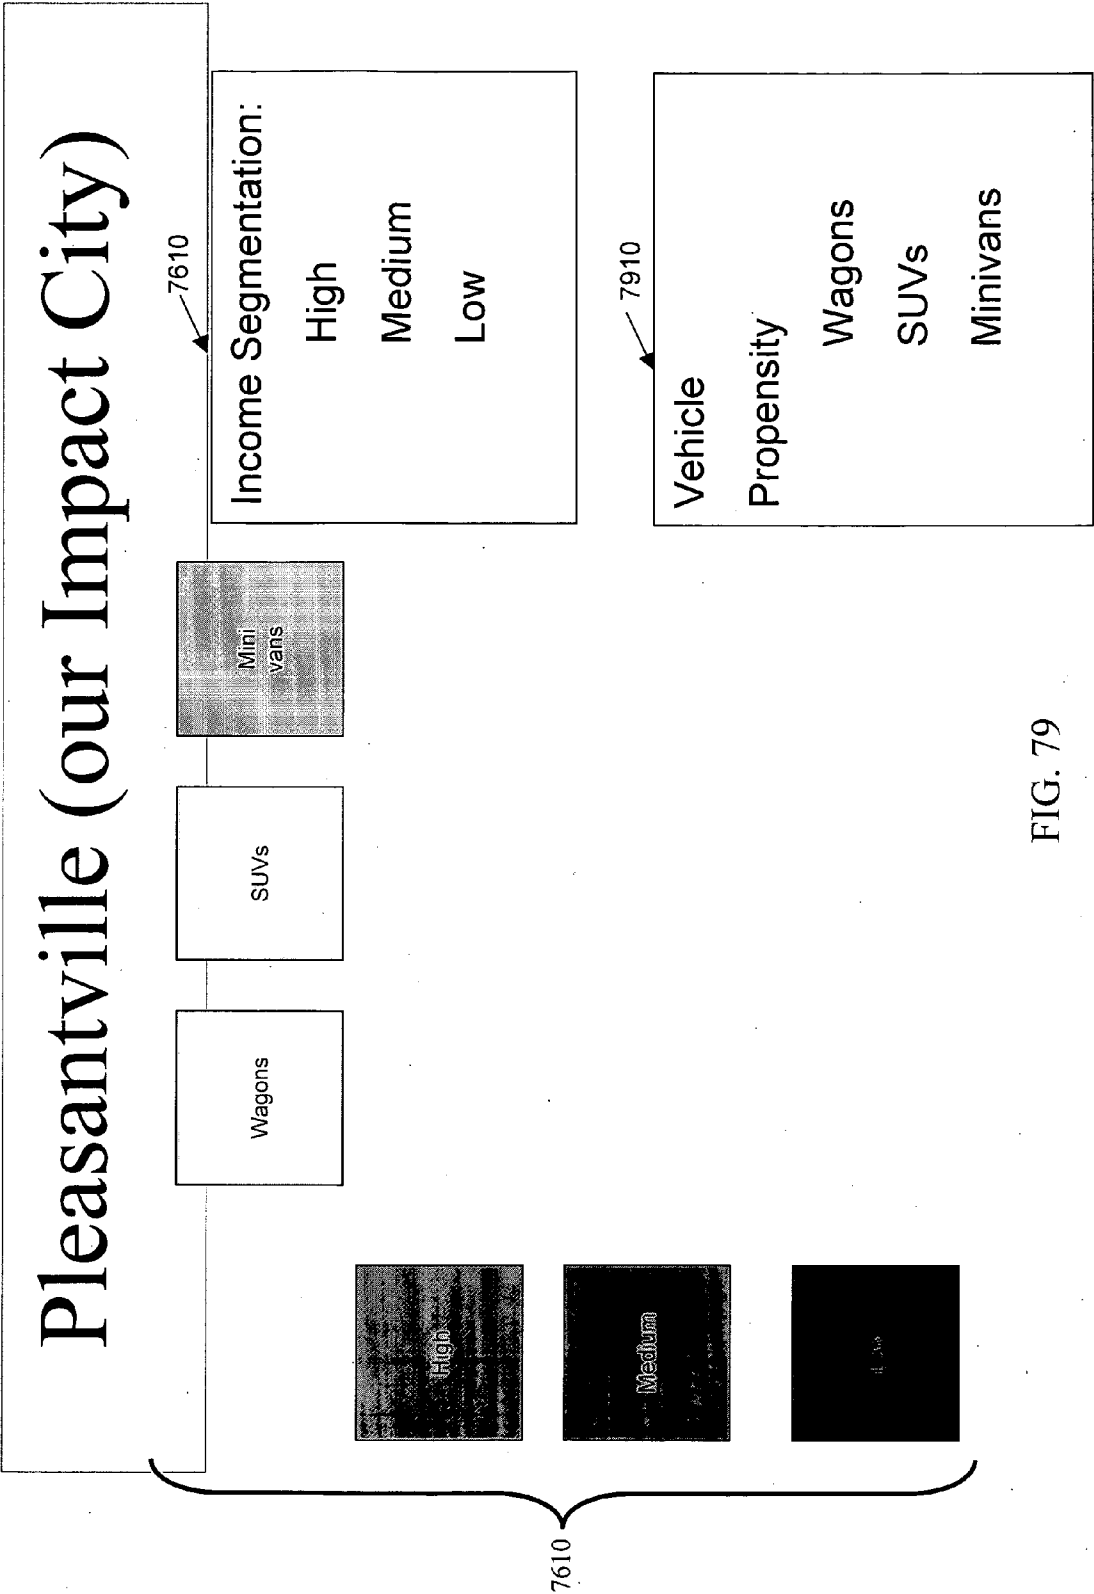 Pleasantville (our Impact City)
7610
Income Segmentation:
High
Medium
Low
7910
Vehicle
Propensity
Wagons
SUVs
Minivans
Wagons
SUVs
Mini
vans
High
Medium
Low
7610
FIG. 79